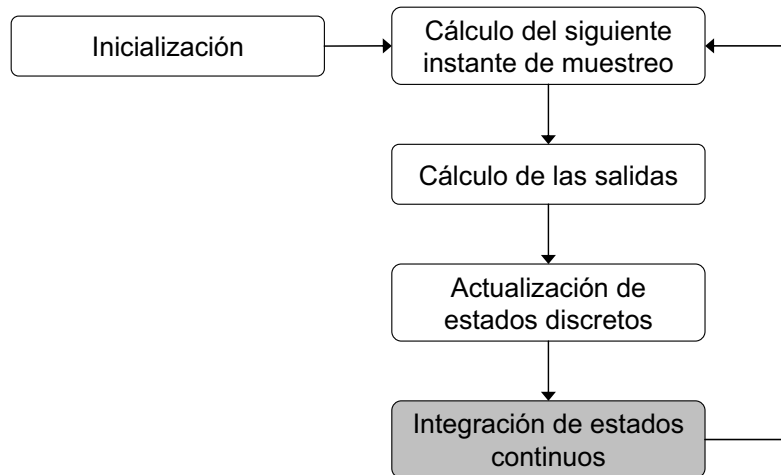 Inicialización
Cálculo del siguiente
instante de muestreo
Cálculo de las salidas
Actualización de
estados discretos
Integración de estados
continuos